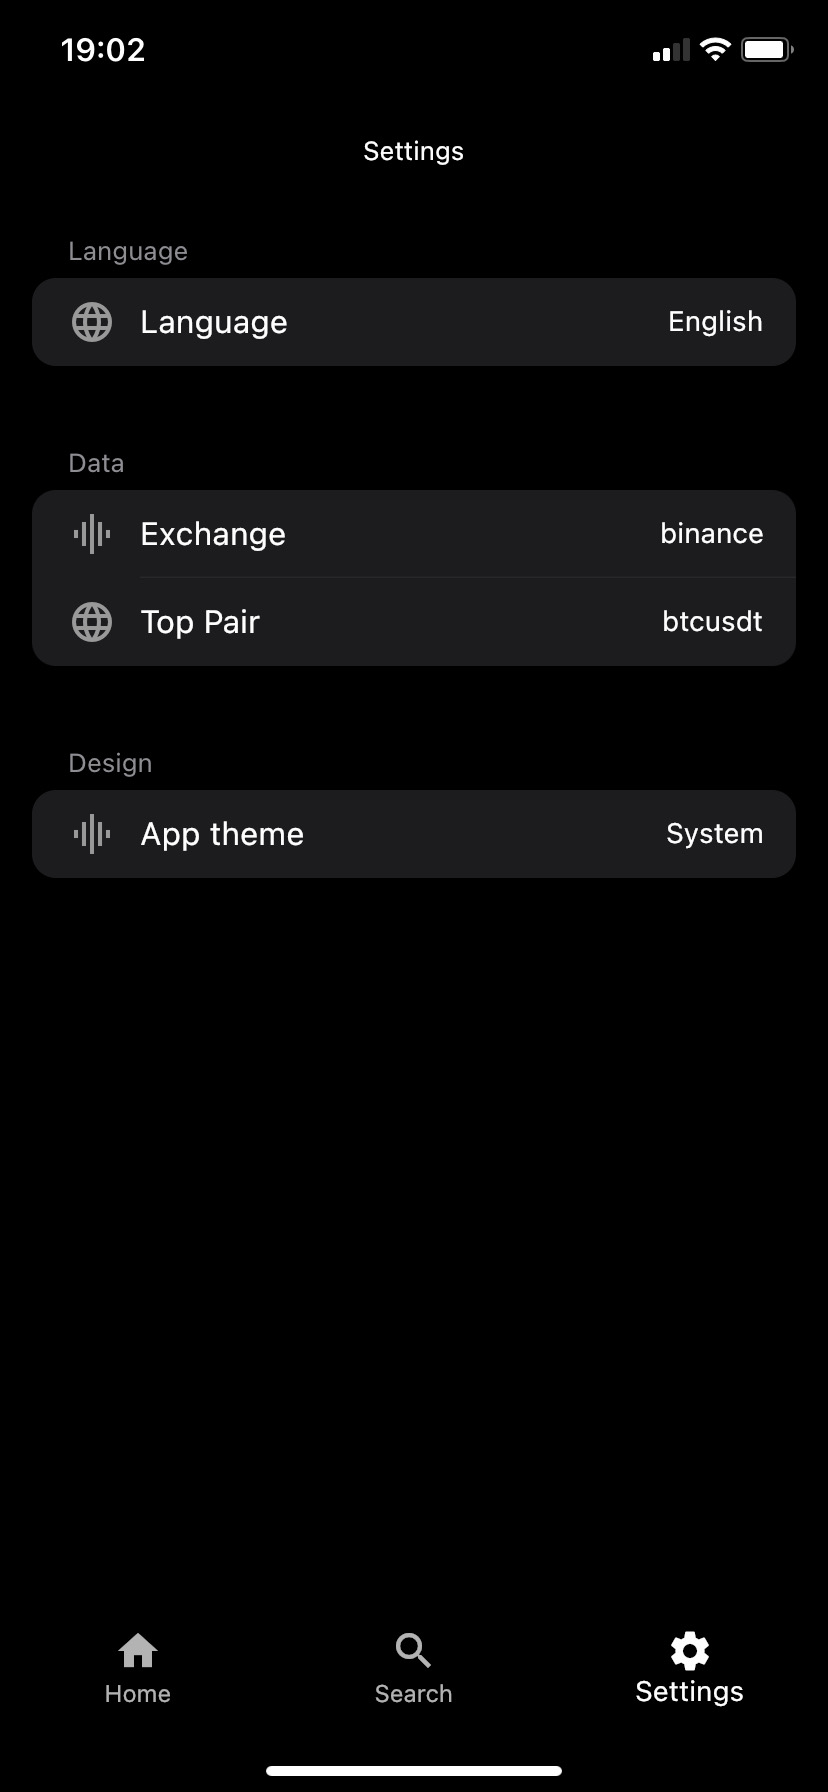 19:02
Settings
Language
Language English
Data
Exchange binance
Top Pair btcusdt
Design
App theme System
Home Search Settings